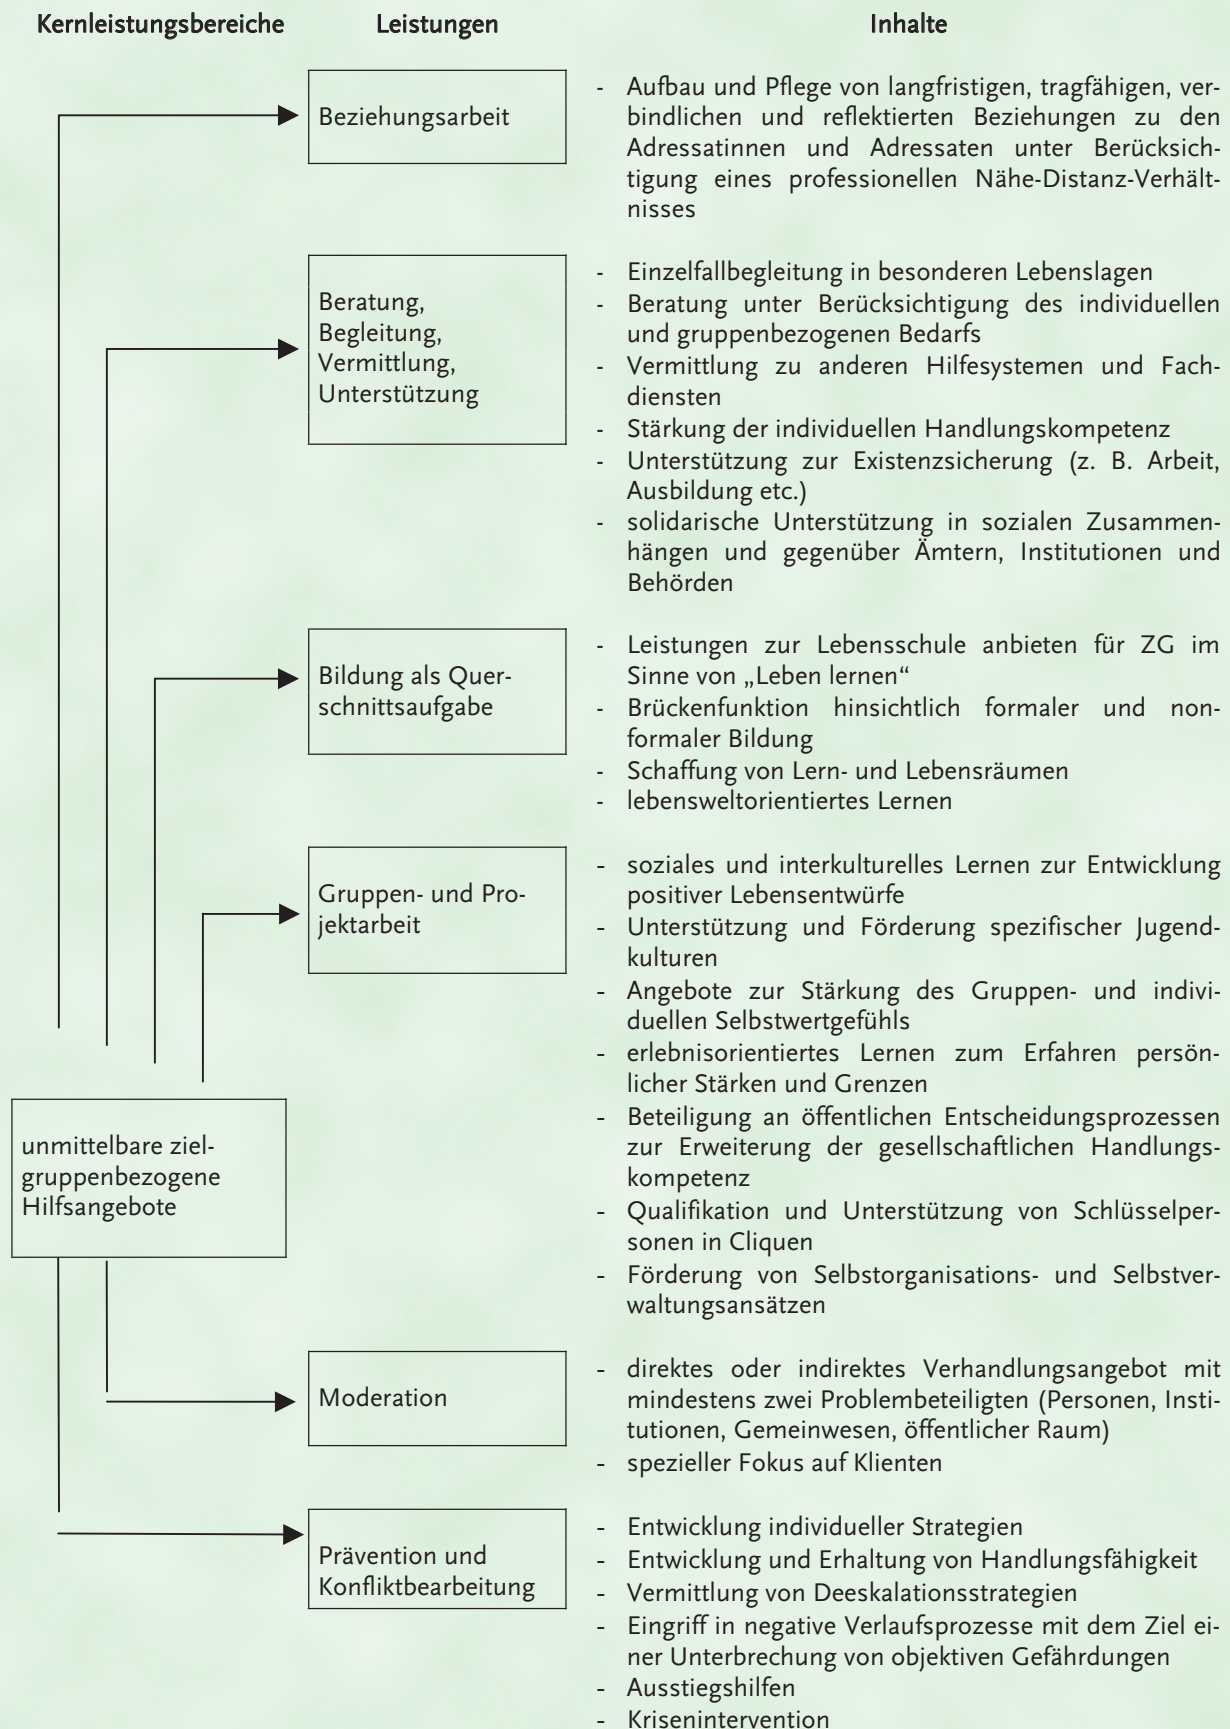 Kernleistungsbereiche Leistungen Inhalte
Beziehungsarbeit
- Aufbau und Pflege von langfristigen, tragfähigen, ver-
bindlichen und reflektierten Beziehungen zu den
Adressatinnen und Adressaten unter Berücksich-
tigung eines professionellen Nähe-Distanz-Verhält-
nisses
Beratung,
Begleitung,
Vermittlung,
Unterstützung
- Einzelfallbegleitung in besonderen Lebenslagen
- Beratung unter Berücksichtigung des individuellen
und gruppenbezogenen Bedarfs
- Vermittlung zu anderen Hilfesystemen und Fach-
diensten
- Stärkung der individuellen Handlungskompetenz
- Unterstützung zur Existenzsicherung (z. B. Arbeit,
Ausbildung etc.)
- solidarische Unterstützung in sozialen Zusammen-
hängen und gegenüber Ämtern, Institutionen und
Behörden
Bildung als Quer-
schnittsaufgabe
- Leistungen zur Lebensschule anbieten für ZG im
Sinne von „Leben lernen“
- Brückenfunktion hinsichtlich formaler und non-
formaler Bildung
- Schaffung von Lern- und Lebensräumen
- lebensweltorientiertes Lernen
Gruppen- und Pro-
jektarbeit
- soziales und interkulturelles Lernen zur Entwicklung
positiver Lebensentwürfe
- Unterstützung und Förderung spezifischer Jugend-
kulturen
- Angebote zur Stärkung des Gruppen- und indivi-
duellen Selbstwertgefühls
- erlebnisorientiertes Lernen zum Erfahren persön-
licher Stärken und Grenzen
- Beteiligung an öffentlichen Entscheidungsprozessen
zur Erweiterung der gesellschaftlichen Handlungs-
kompetenz
- Qualifikation und Unterstützung von Schlüsselper-
sonen in Cliquen
- Förderung von Selbstorganisations- und Selbstver-
waltungsansätzen
unmittelbare ziel-
gruppenbezogene
Hilfsangebote
Moderation
- direktes oder indirektes Verhandlungsangebot mit
mindestens zwei Problembeteiligten (Personen, Insti-
tutionen, Gemeinwesen, öffentlicher Raum)
- spezieller Fokus auf Klienten
Prävention und
Konfliktbearbeitung
- Entwicklung individueller Strategien
- Entwicklung und Erhaltung von Handlungsfähigkeit
- Vermittlung von Deeskalationsstrategien
- Eingriff in negative Verlaufsprozesse mit dem Ziel ei-
ner Unterbrechung von objektiven Gefährdungen
- Ausstiegshilfen
- Krisenintervention